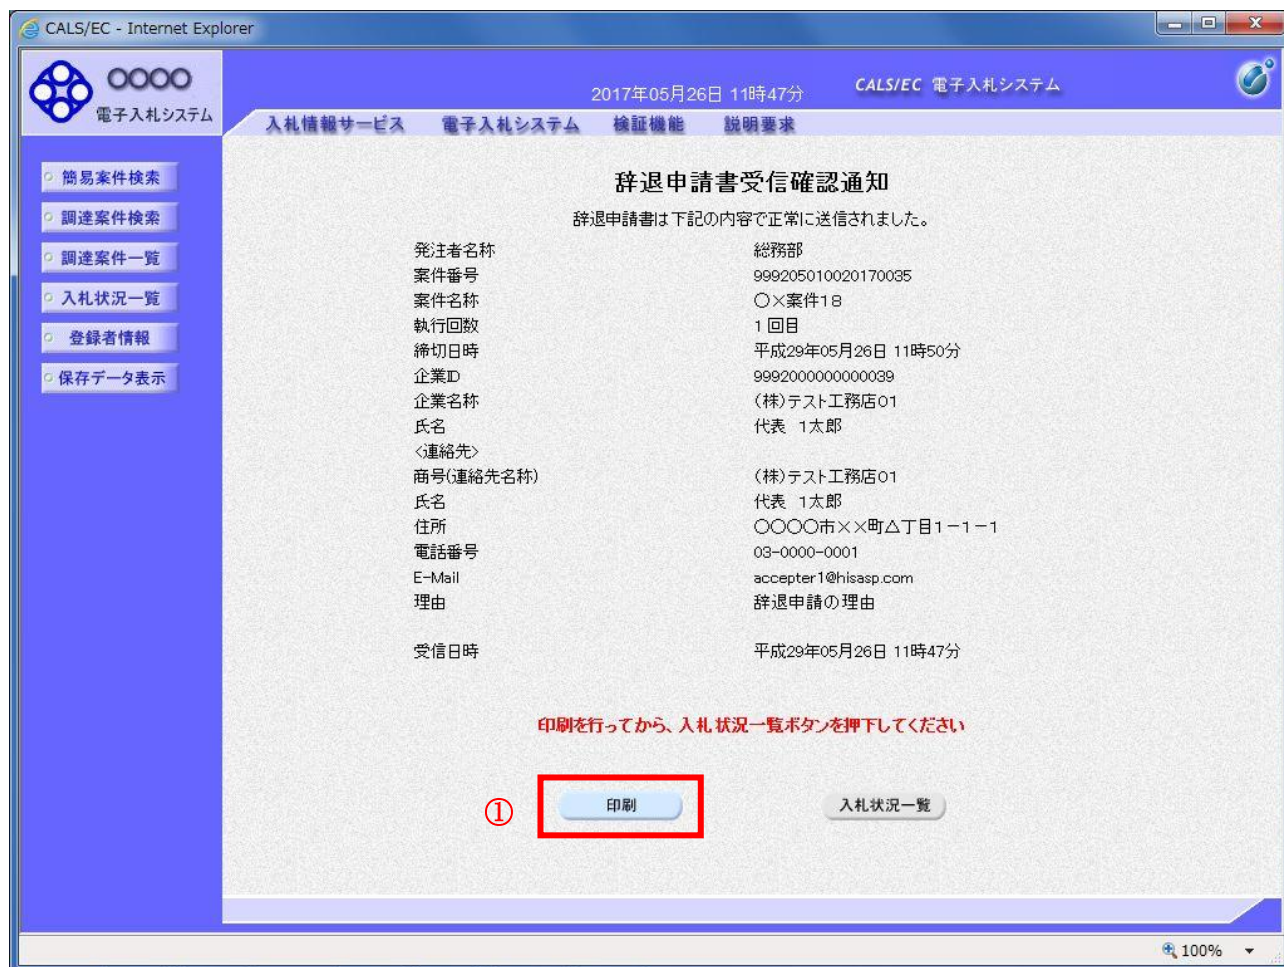 CALS/EC - Internet Explorer
〇〇〇〇
電子入札システム
2017年05月26日 11時47分
CALS/EC 電子入札システム
入札情報サービス 電子入札システム 検証機能 説明要求
簡易案件検索
調達案件検索
調達案件一覧
入札状況一覧
登録者情報
保存データ表示
辞退申請書受信確認通知
辞退申請書は下記の内容で正常に送信されました。
発注者名称 総務部
案件番号 999205010020170035
案件名称 〇×案件18
執行回数 1回目
締切日時 平成29年05月26日 11時50分
企業ID 9992000000000039
企業名称 (株)テスト工務店01
氏名 代表 1太郎
<連絡先>
商号(連絡先名称) (株)テスト工務店01
氏名 代表 1太郎
住所 〇〇〇〇市××町△丁目1-1-1
電話番号 03-0000-0001
E-Mail accepter1@hisasp.com
理由 辞退申請の理由
受信日時 平成29年05月26日 11時47分
印刷を行ってから、入札状況一覧ボタンを押下してください
① 印刷 入札状況一覧
100%